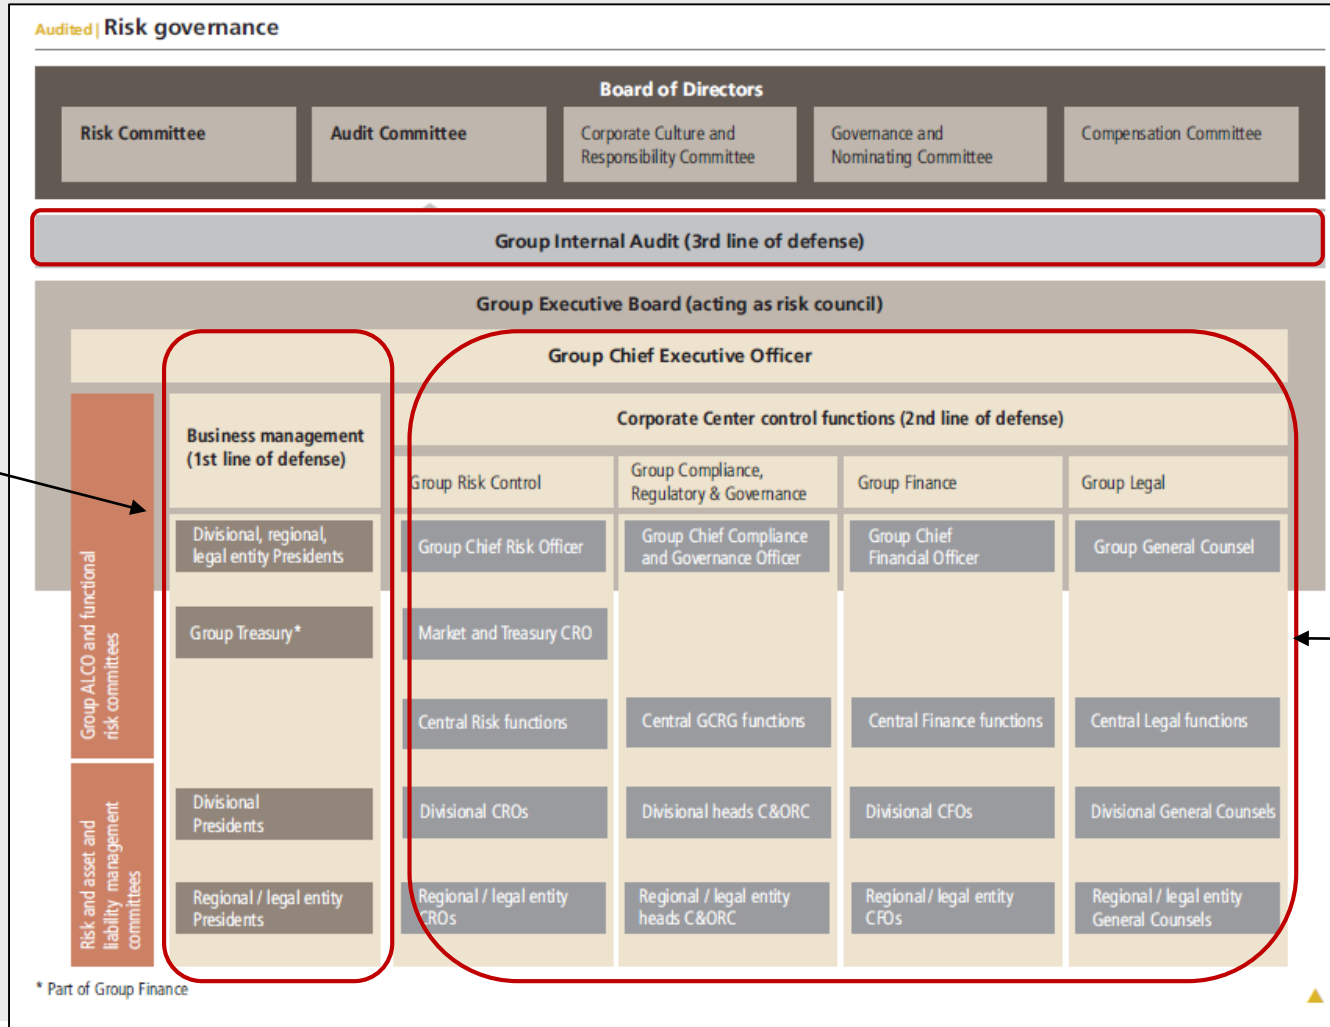 Audited | Risk governance
Board of Directors
Risk Committee
Audit Committee
Corporate Culture and
Responsibility Committee
Governance and
Nominating Committee
Compensation Committee
Group Internal Audit (3rd line of defense)
Group Executive Board (acting as risk council)
Group Chief Executive Officer
Group ALCO and functional
risk committees
Business management
(1st line of defense)
Corporate Center control functions (2nd line of defense)
Group Risk Control
Group Compliance,
Regulatory & Governance
Group Finance
Group Legal
Divisional, regional,
legal entity Presidents
Group Chief Risk Officer
Group Chief Compliance
and Governance Officer
Group Chief
Financial Officer
Group General Counsel
Group Treasury*
Market and Treasury CRO
Central Risk functions
Central GCRG functions
Central Finance functions
Central Legal functions
Risk and asset and
liability management
committees
Divisional
Presidents
Divisional CROs
Divisional heads C&ORC
Divisional CFOs
Divisional General Counsels
Regional / legal entity
Presidents
Regional / legal entity
CROs
Regional / legal entity
heads C&ORC
Regional / legal entity
CFOs
Regional / legal entity
General Counsels
* Part of Group Finance